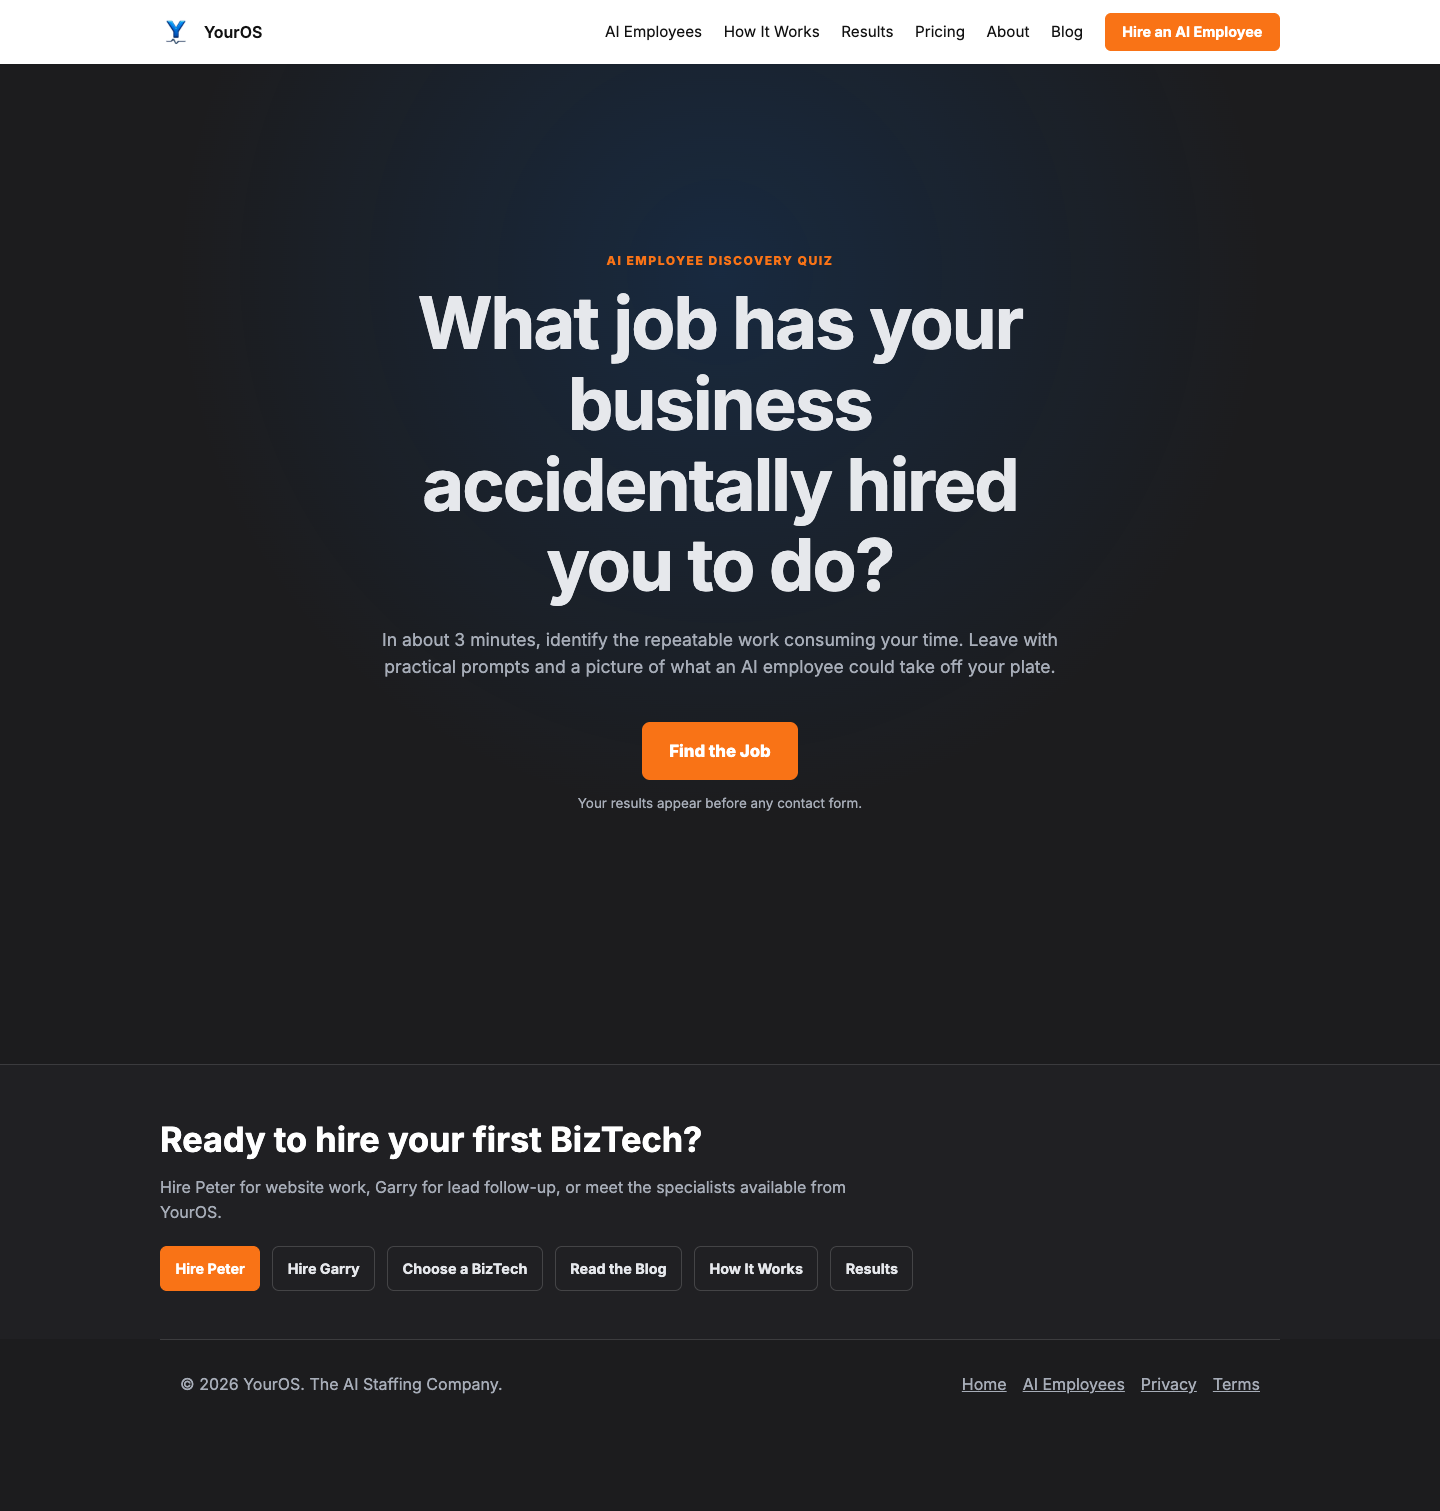 YourOS
AI Employees
How It Works
Results
Pricing
About
Blog
Hire an AI Employee
AI EMPLOYEE DISCOVERY QUIZ
What job has your
business
accidentally hired
you to do?
In about 3 minutes, identify the repeatable work consuming your time. Leave with
practical prompts and a picture of what an AI employee could take off your plate.
Find the Job
Your results appear before any contact form.
Ready to hire your first BizTech?
Hire Peter for website work, Garry for lead follow-up, or meet the specialists available from
YourOS.
Hire Peter
Hire Garry
Choose a BizTech
Read the Blog
How It Works
Results
© 2026 YourOS. The AI Staffing Company.
Home
AI Employees
Privacy
Terms